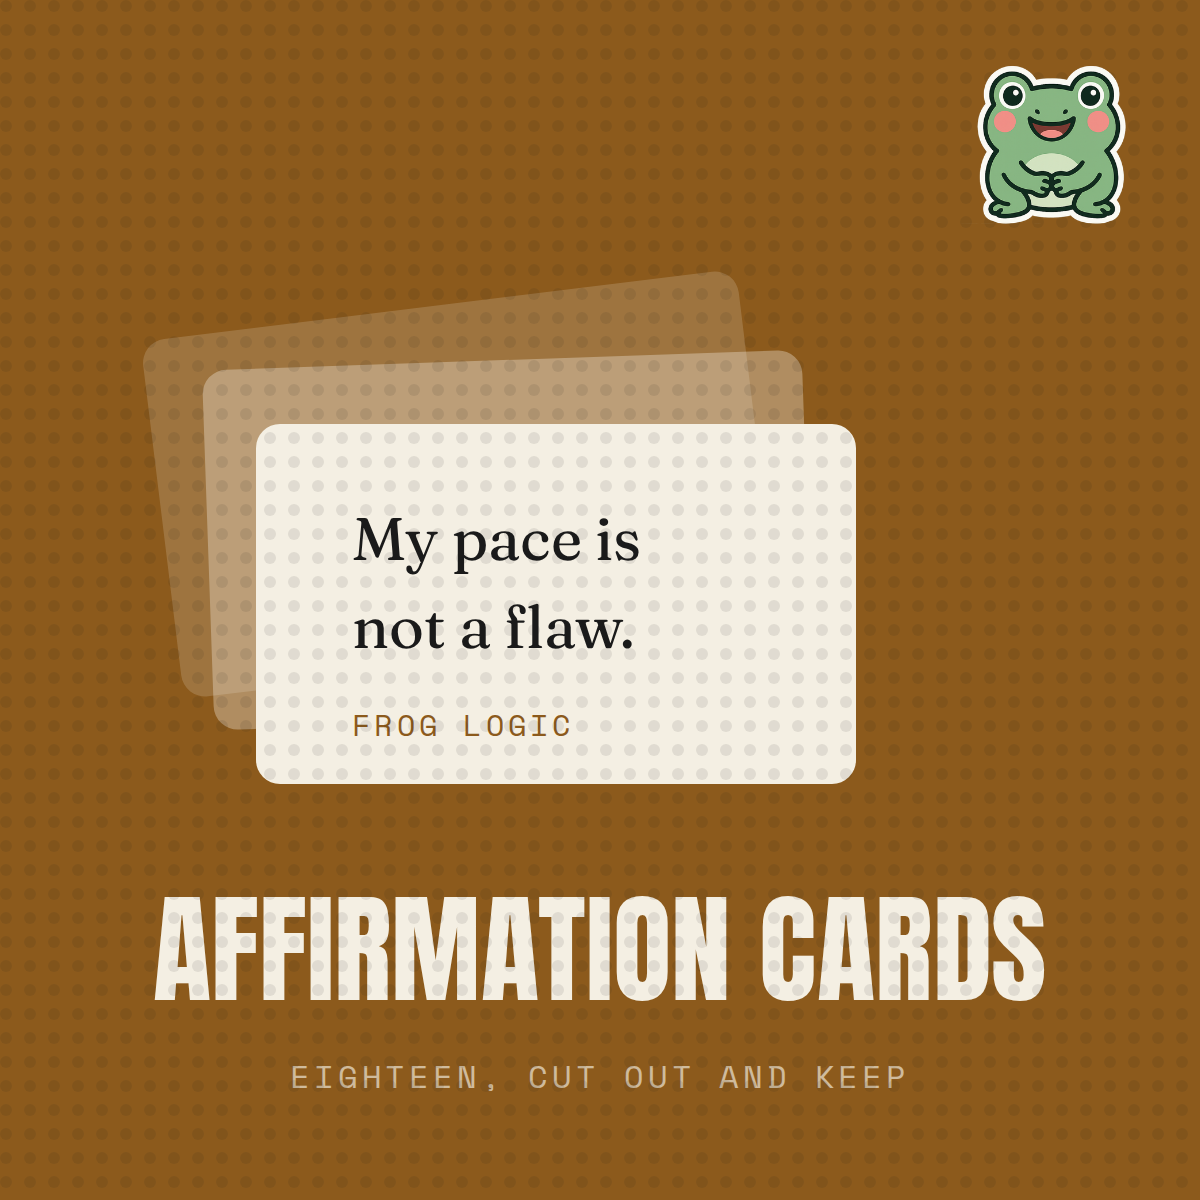 My pace is
not a flaw.
FROG LOGIC
AFFIRMATION CARDS
EIGHTEEN, CUT OUT AND KEEP